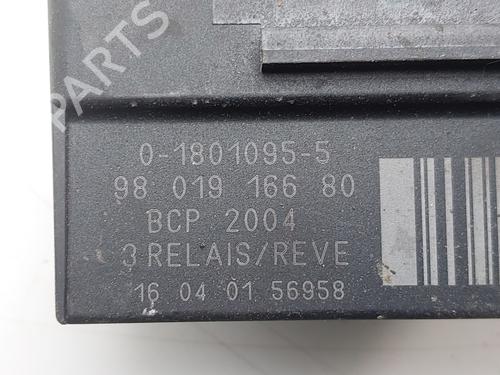 PARTS
0-1801095-5
98 019 166 80
BCP 2004
3 RELAIS/REVE
16 04 01 56958